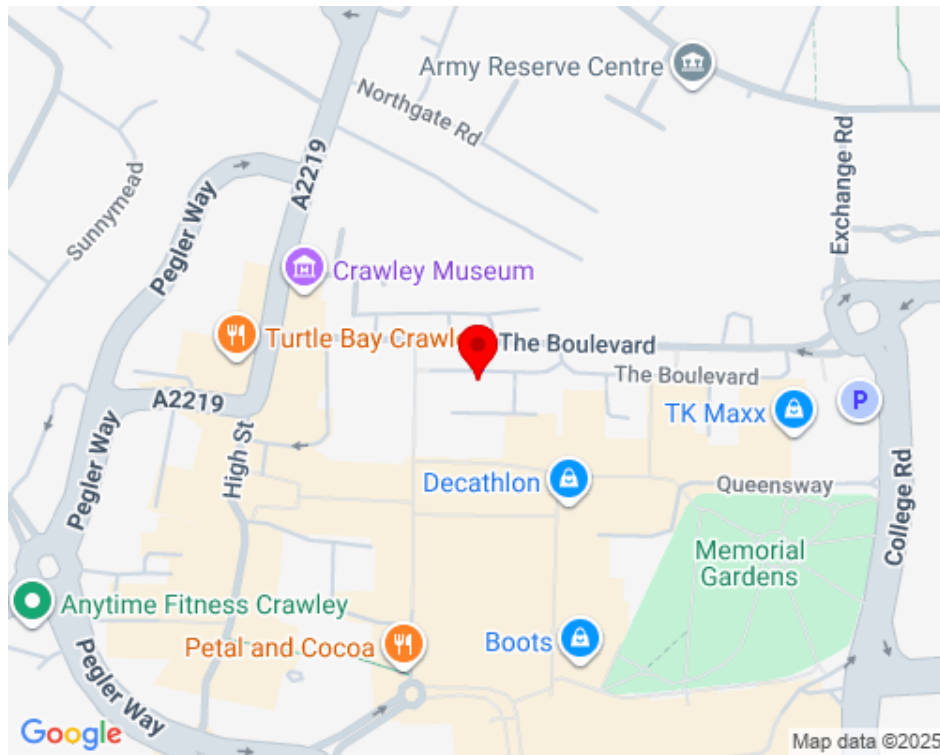 Army Reserve Centre
Northgate Rd
Exchange Rd
A2219
Sunnymead
Pegler Way
Crawley Museum
Turtle Bay Crawl
The Boulevard
The Boulevard
A2219
TK Maxx
P
High St
Pegler Way
Decathlon
Queensway
College Rd
Memorial
Gardens
Anytime Fitness Crawley
Petal and Cocoa
Boots
Pegler Way
Google
Map data ©2025